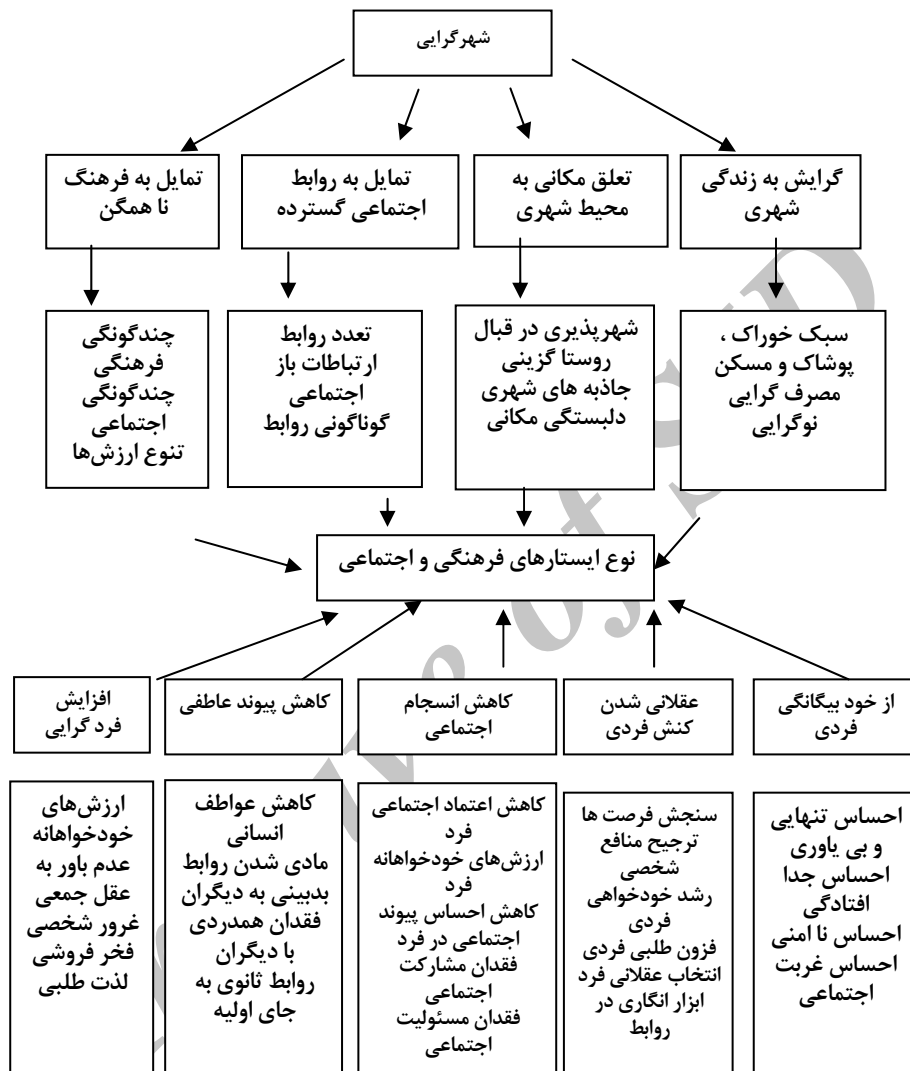 شهرگرایی
گرایش به زندگی
شهری
تعلق مکانی به
محیط شهری
تمایل به روابط
اجتماعی گسترده
تمایل به فرهنگ
نا همگن
سبک خوراک ،
پوشاک و مسکن
مصرف گرایی
نوگرایی
شهرپذیری در قبال
روستا گزینی
جاذبه های شهری
دلبستگی مکانی
تعدد روابط
ارتباطات باز
اجتماعی
گوناگونی روابط
چندگونگی
فرهنگی
چندگونگی
اجتماعی
تنوع ارزش‌ها
نوع ایستارهای فرهنگی و اجتماعی
از خود بیگانگی
فردی
عقلانی شدن
کنش فردی
کاهش انسجام
اجتماعی
کاهش پیوند عاطفی
افزایش
فرد گرایی
احساس تنهایی
و بی یاوری
احساس جدا
افتادگی
احساس نا امنی
احساس غربت
اجتماعی
سنجش فرصت ها
ترجیح منافع
شخصی
رشد خودخواهی
فردی
فزون طلبی فردی
انتخاب عقلانی فرد
ابزار انگاری در
روابط
کاهش اعتماد اجتماعی
فرد
ارزش‌های خودخواهانه
فرد
کاهش احساس پیوند
اجتماعی در فرد
فقدان مشارکت
اجتماعی
فقدان مسئولیت
اجتماعی
کاهش عواطف
انسانی
مادی شدن روابط
بدبینی به دیگران
فقدان همدردی
با دیگران
روابط ثانوی به
جای اولیه
ارزش‌های
خودخواهانه
عدم باور به
عقل جمعی
غرور شخصی
فخر فروشی
لذت طلبی
of SID